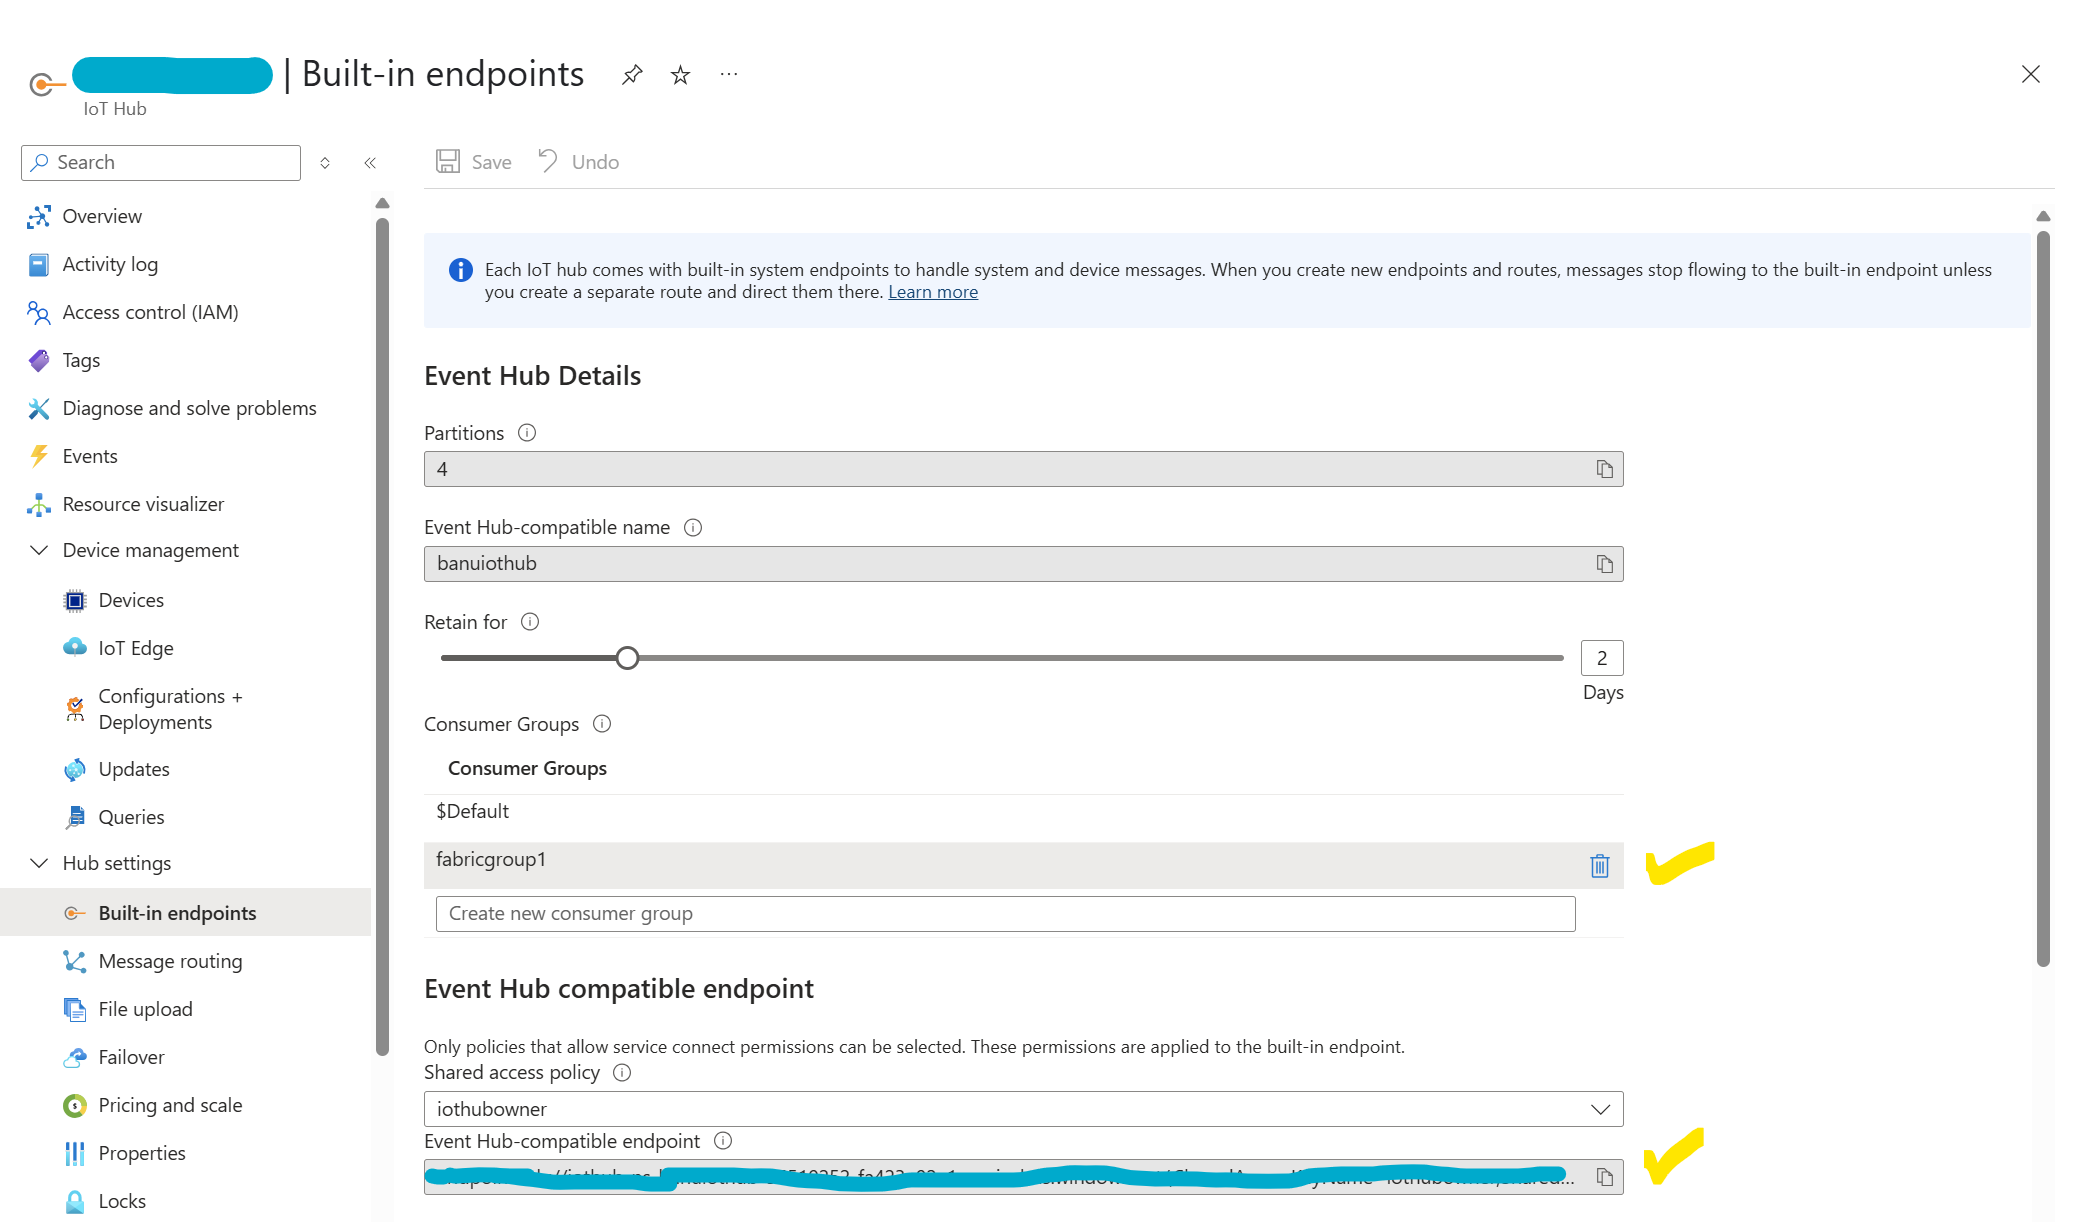 | Built-in endpoints
IoT Hub
Search
Save
Undo
Overview
Activity log
Access control (IAM)
Tags
Diagnose and solve problems
Events
Resource visualizer
Device management
Devices
IoT Edge
Configurations +
Deployments
Updates
Queries
Hub settings
Built-in endpoints
Message routing
File upload
Failover
Pricing and scale
Properties
Locks
Each IoT hub comes with built-in system endpoints to handle system and device messages. When you create new endpoints and routes, messages stop flowing to the built-in endpoint unless
you create a separate route and direct them there. Learn more
Event Hub Details
Partitions
4
Event Hub-compatible name
banuiothub
Retain for
2
Days
Consumer Groups
Consumer Groups
$Default
fabricgroup1
Create new consumer group
Event Hub compatible endpoint
Only policies that allow service connect permissions can be selected. These permissions are applied to the built-in endpoint.
Shared access policy
iothubowner
Event Hub-compatible endpoint